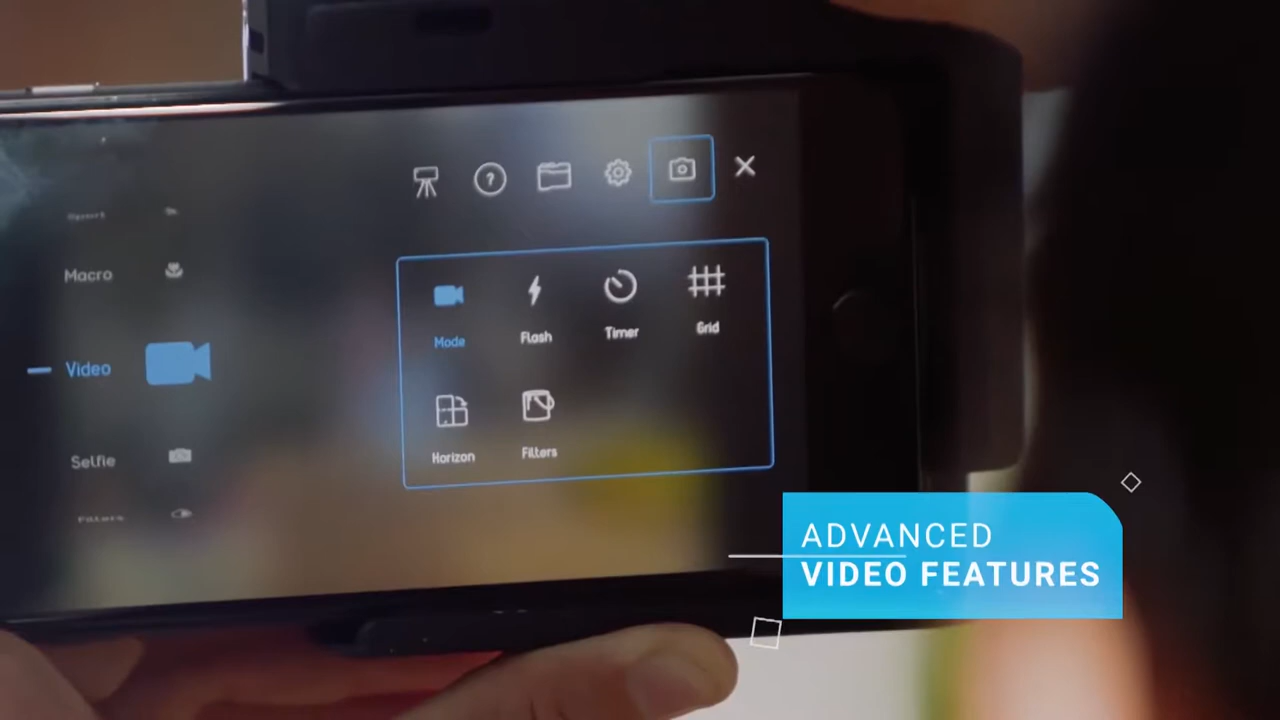 ?
Macro
Video
Selfie
Mode
Flash
Timer
Grid
Horizon
Filters
ADVANCED
VIDEO FEATURES